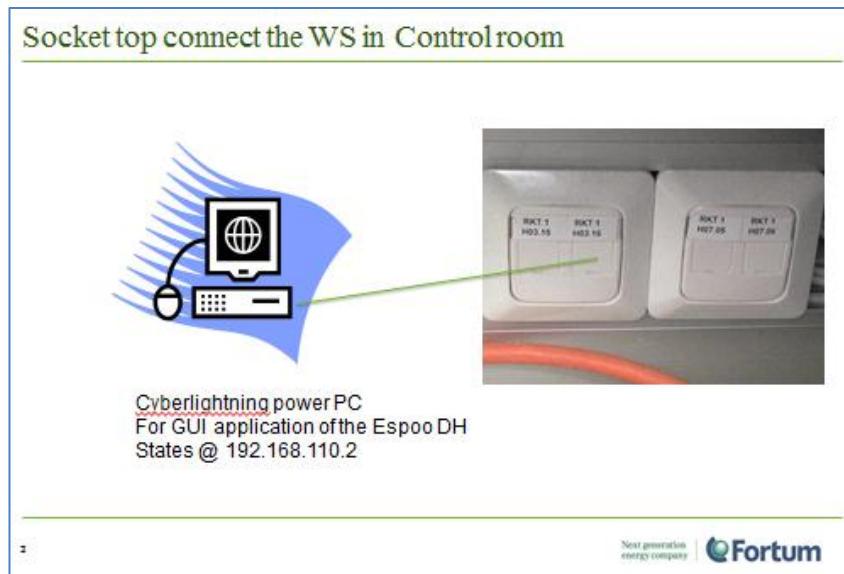 Socket top connect the WS in Control room
RKT 1 RKT 1
H03.15 H03.16
RKT 1 RKT 1
H07.05 H07.06
Cyberlightning power PC
For GUI application of the Espoo DH
States @ 192.168.110.2
Next generation
energy company
Fortum